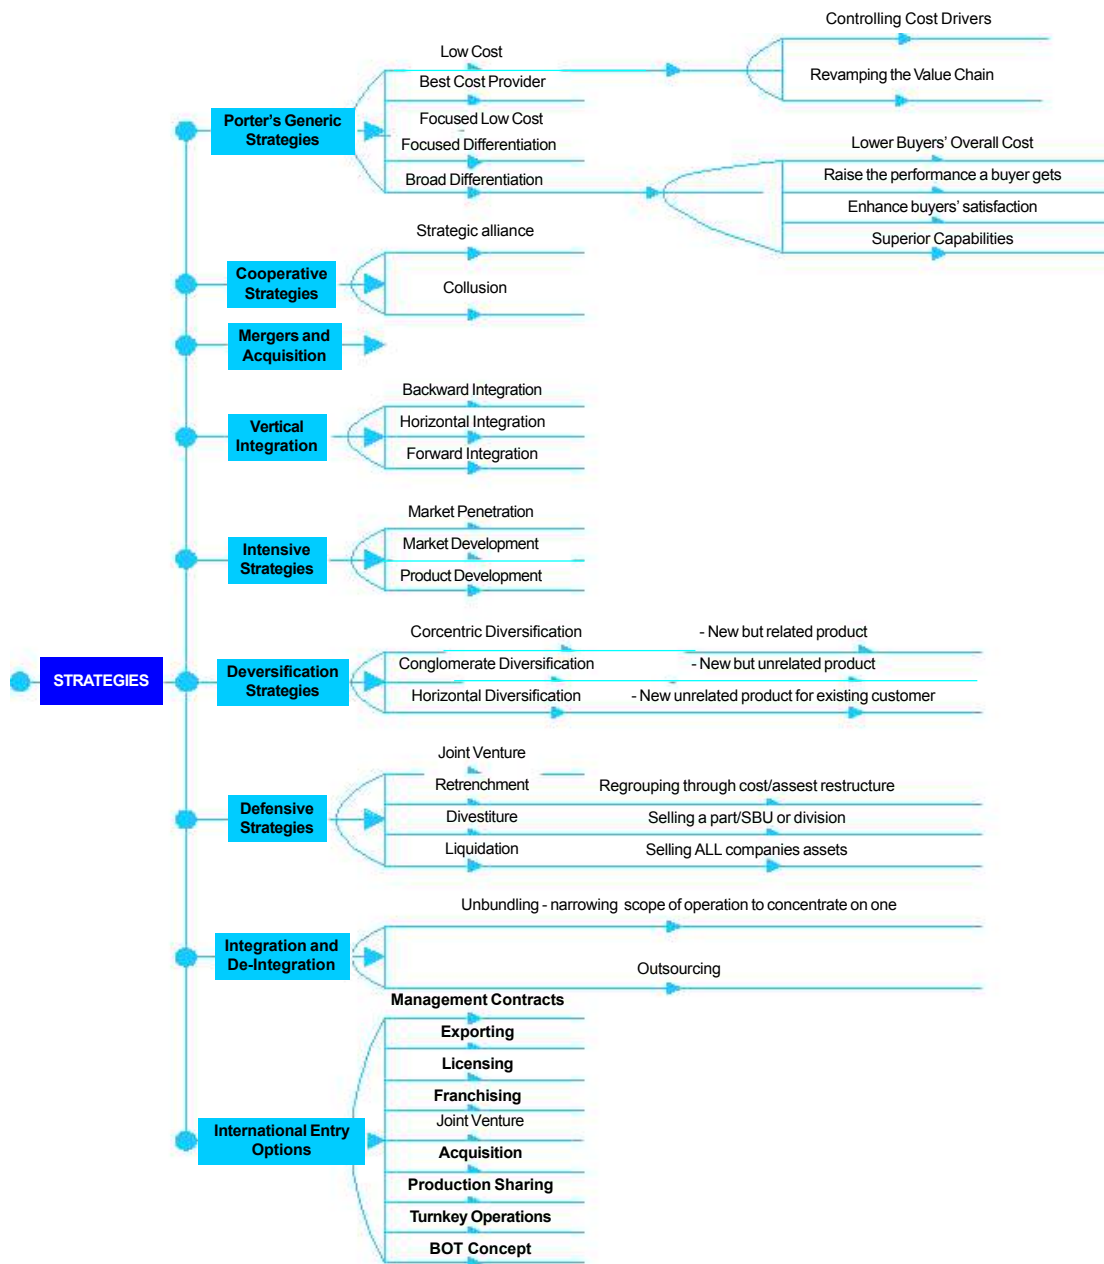 Controlling Cost Drivers
Low Cost
Revamping the Value Chain
Best Cost Provider
Porter's Generic
Strategies
Focused Low Cost
Focused Differentiation
Broad Differentiation
Lower Buyers' Overall Cost
Raise the performance a buyer gets
Enhance buyers' satisfaction
Superior Capabilities
Strategic alliance
Cooperative
Strategies
Collusion
Mergers and
Acquisition
Backward Integration
Vertical
Integration
Horizontal Integration
Forward Integration
Market Penetration
Intensive
Strategies
Market Development
Product Development
STRATEGIES
Deversification
Strategies
Corcentric Diversification
- New but related product
Conglomerate Diversification
- New but unrelated product
Horizontal Diversification
- New unrelated product for existing customer
Joint Venture
Defensive
Strategies
Retrenchment
Regrouping through cost/assest restructure
Divestiture
Selling a part/SBU or division
Liquidation
Selling ALL companies assets
Unbundling - narrowing scope of operation to concentrate on one
Integration and
De-Integration
Outsourcing
Management Contracts
Exporting
Licensing
Franchising
International Entry
Options
Joint Venture
Acquisition
Production Sharing
Turnkey Operations
BOT Concept